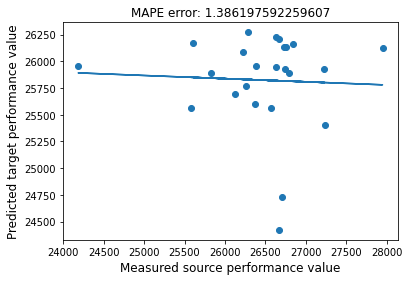 MAPE error: 1.386197592259607
26250
26000
25750
25500
25250
25000
24750
24500
Predicted target performance value
24000 24500 25000 25500 26000 26500 27000 27500 28000
Measured source performance value